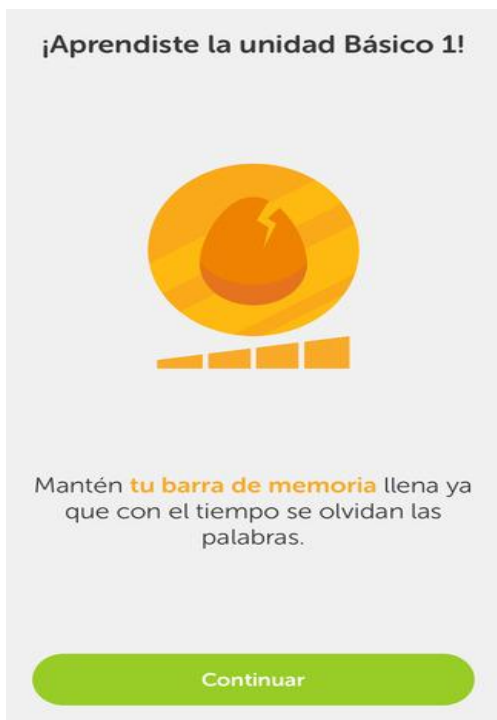 ¡Aprendiste la unidad Básico 1!
Mantén tu barra de memoria llena ya
que con el tiempo se olvidan las
palabras.
Continuar